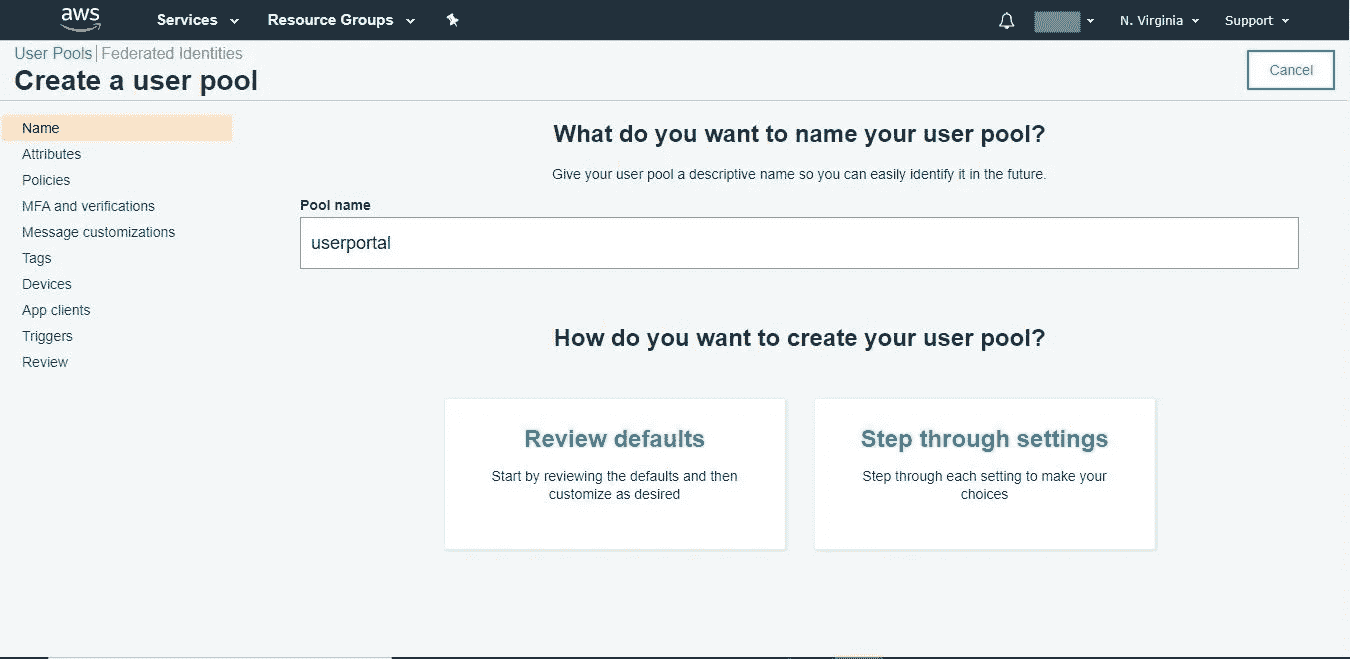 aws
Services
Resource Groups
N. Virginia
Support
User Pools | Federated Identities
Create a user pool
Cancel
Name
Attributes
Policies
MFA and verifications
Message customizations
Tags
Devices
App clients
Triggers
Review
What do you want to name your user pool?
Give your user pool a descriptive name so you can easily identify it in the future.
Pool name
userportal
How do you want to create your user pool?
Review defaults
Start by reviewing the defaults and then
customize as desired
Step through settings
Step through each setting to make your
choices